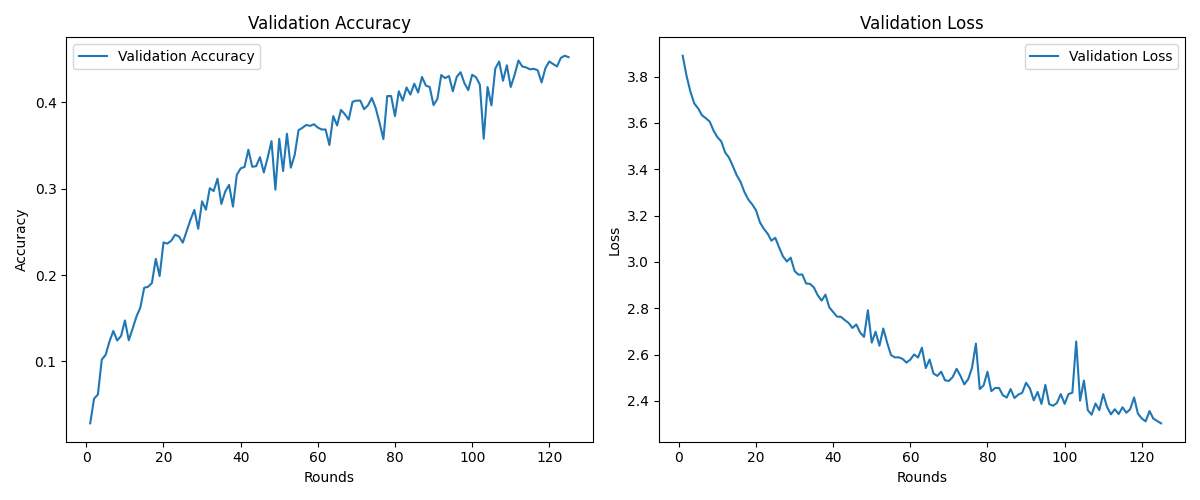 Validation Accuracy
Validation Accuracy
Accuracy
0.4
0.3
0.2
0.1
0 20 40 60 80 100 120
Rounds
Validation Loss
Validation Loss
Loss
3.8
3.6
3.4
3.2
3.0
2.8
2.6
2.4
0 20 40 60 80 100 120
Rounds